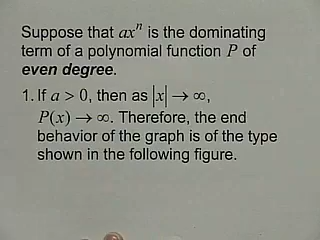 Suppose that axⁿ is the dominating
term of a polynomial function P of
even degree.
1. If a > 0, then as |x| → ∞,
P(x) → ∞. Therefore, the end
behavior of the graph is of the type
shown in the following figure.